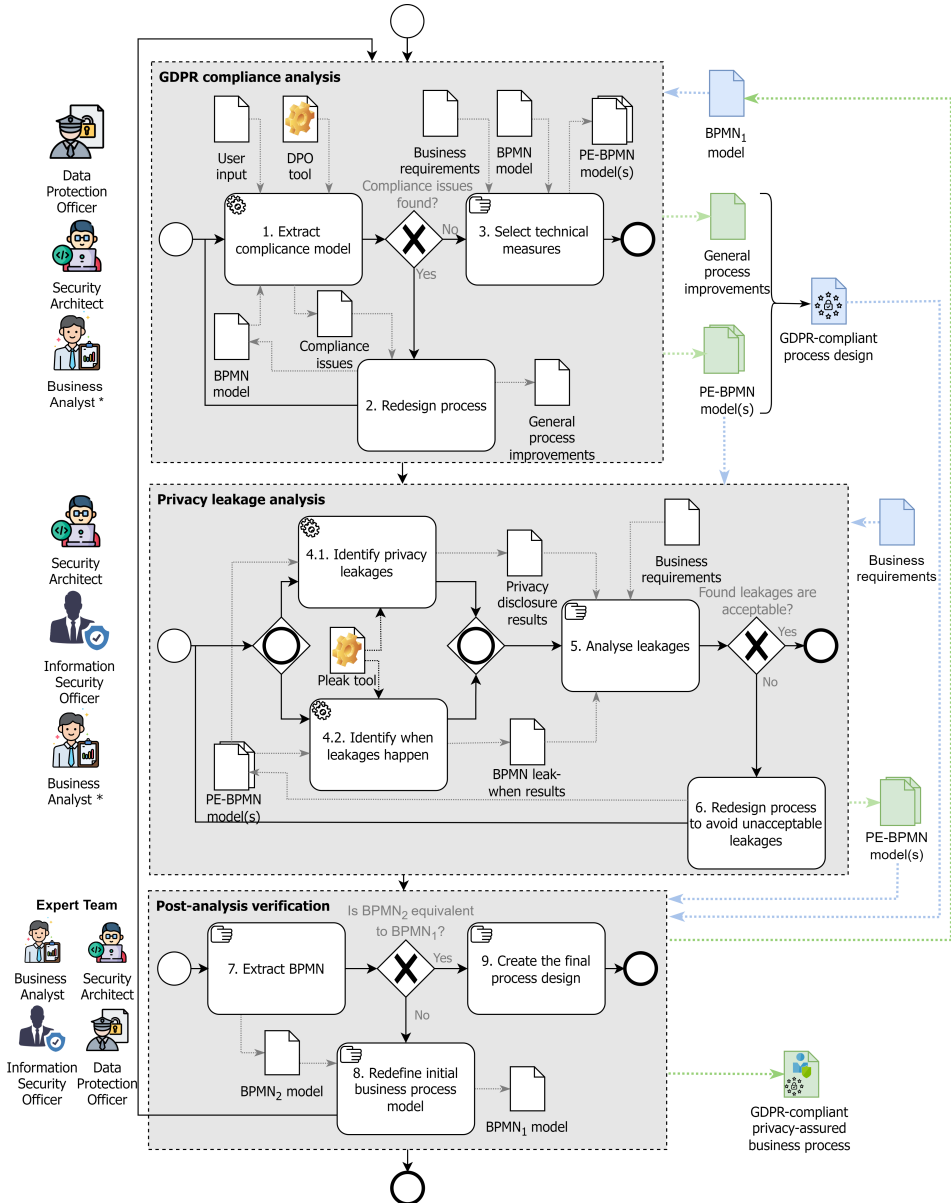 GDPR compliance analysis
User
input
DPO
tool
Business
requirements
BPMN
model
PE-BPMN
model(s)
Compliance issues
found?
1. Extract
complicance model
No
Yes
3. Select technical
measures
BPMN
model
Compliance
issues
2. Redesign process
General
process
improvements
Data
Protection
Officer
Security
Architect
Business
Analyst *
BPMN1
model
General
process
improvements
PE-BPMN
model(s)
GDPR-compliant
process design
Privacy leakage analysis
4.1. Identify privacy
leakages
Privacy
disclosure
results
Business
requirements
Found leakages are
acceptable?
Pleak tool
5. Analyse leakages
Yes
No
4.2. Identify when
leakages happen
PE-BPMN
model(s)
BPMN leak-
when results
6. Redesign process
to avoid unacceptable
leakages
Security
Architect
Information
Security
Officer
Business
Analyst *
Business
requirements
PE-BPMN
model(s)
Post-analysis verification
Is BPMN2 equivalent
to BPMN1?
7. Extract BPMN
Yes
No
9. Create the final
process design
BPMN2 model
8. Redefine initial
business process
model
BPMN1 model
Expert Team
Business
Analyst
Security
Architect
Information
Security
Officer
Data
Protection
Officer
GDPR-compliant
privacy-assured
business process